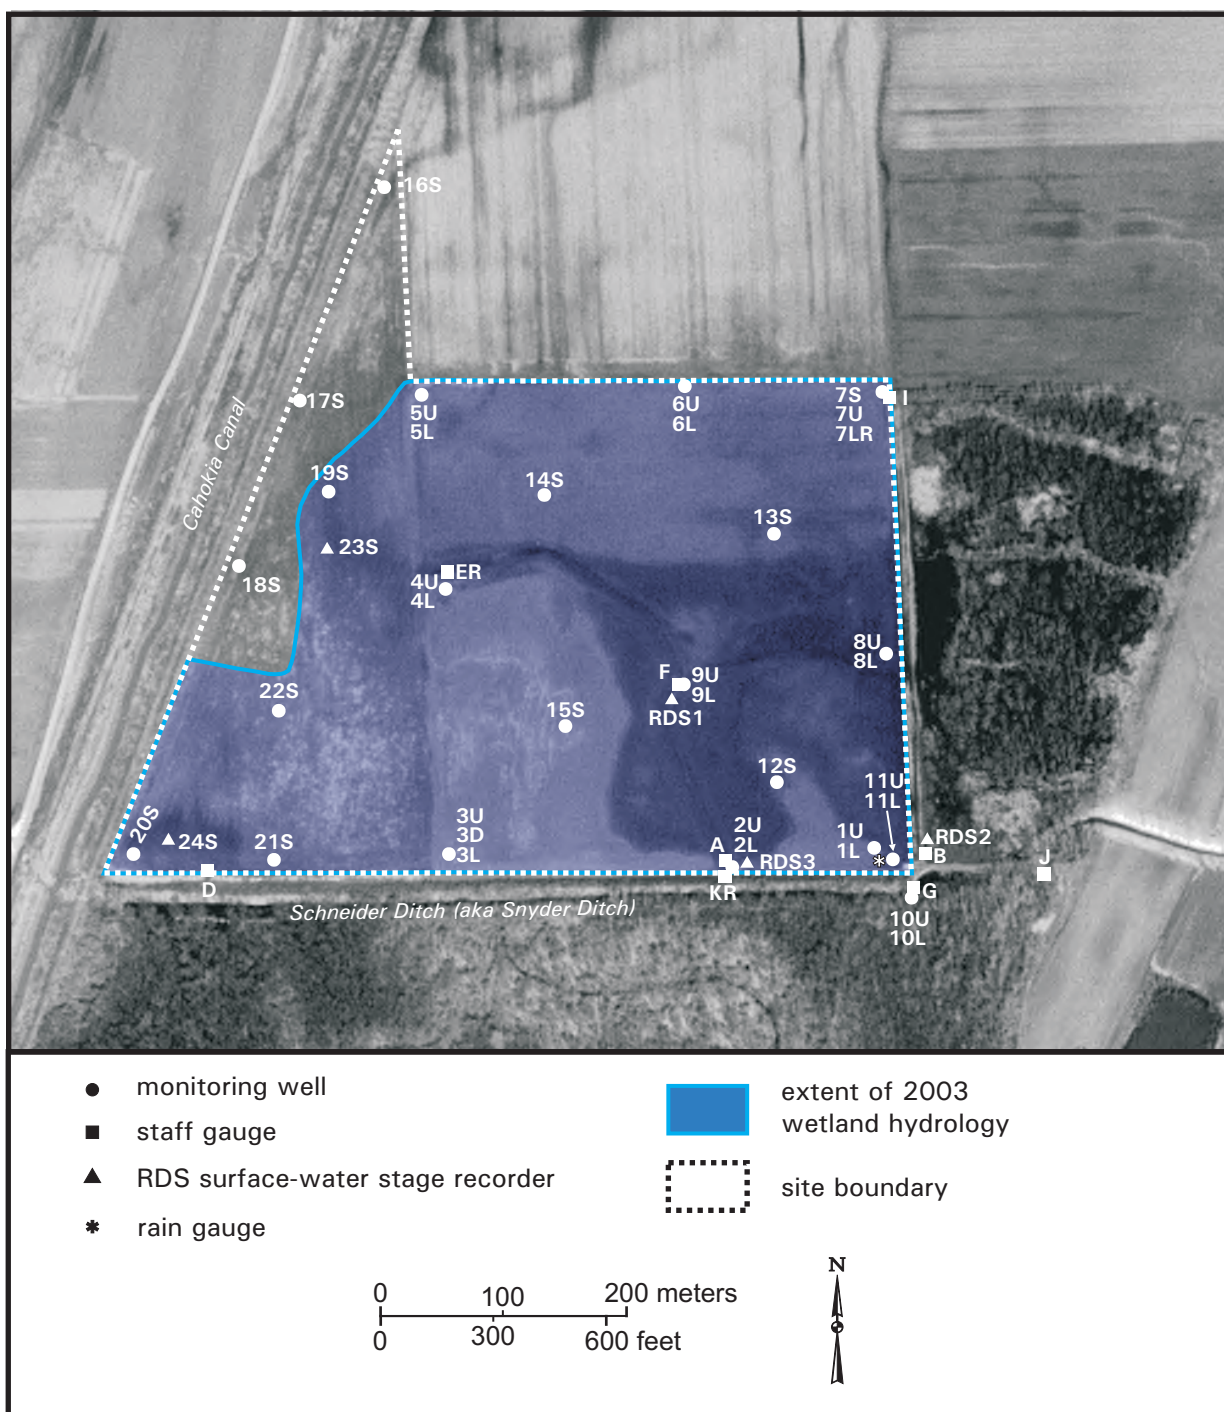 16S
Cahokia Canal
17S
5U
5L
6U
6L
7S
7U
7LR
I
19S
14S
13S
23S
18S
ER
4U
4L
8U
8L
F
9U
9L
RDS1
22S
15S
12S
11U
11L
20S
24S
21S
3U
3D
3L
2U
2L
A
RDS3
1U
1L
RDS2
B
J
D
KR
G
Schneider Ditch (aka Snyder Ditch)
10U
10L
monitoring well
staff gauge
RDS surface-water stage recorder
rain gauge
extent of 2003
wetland hydrology
site boundary
0 100 200 meters
0 300 600 feet
N